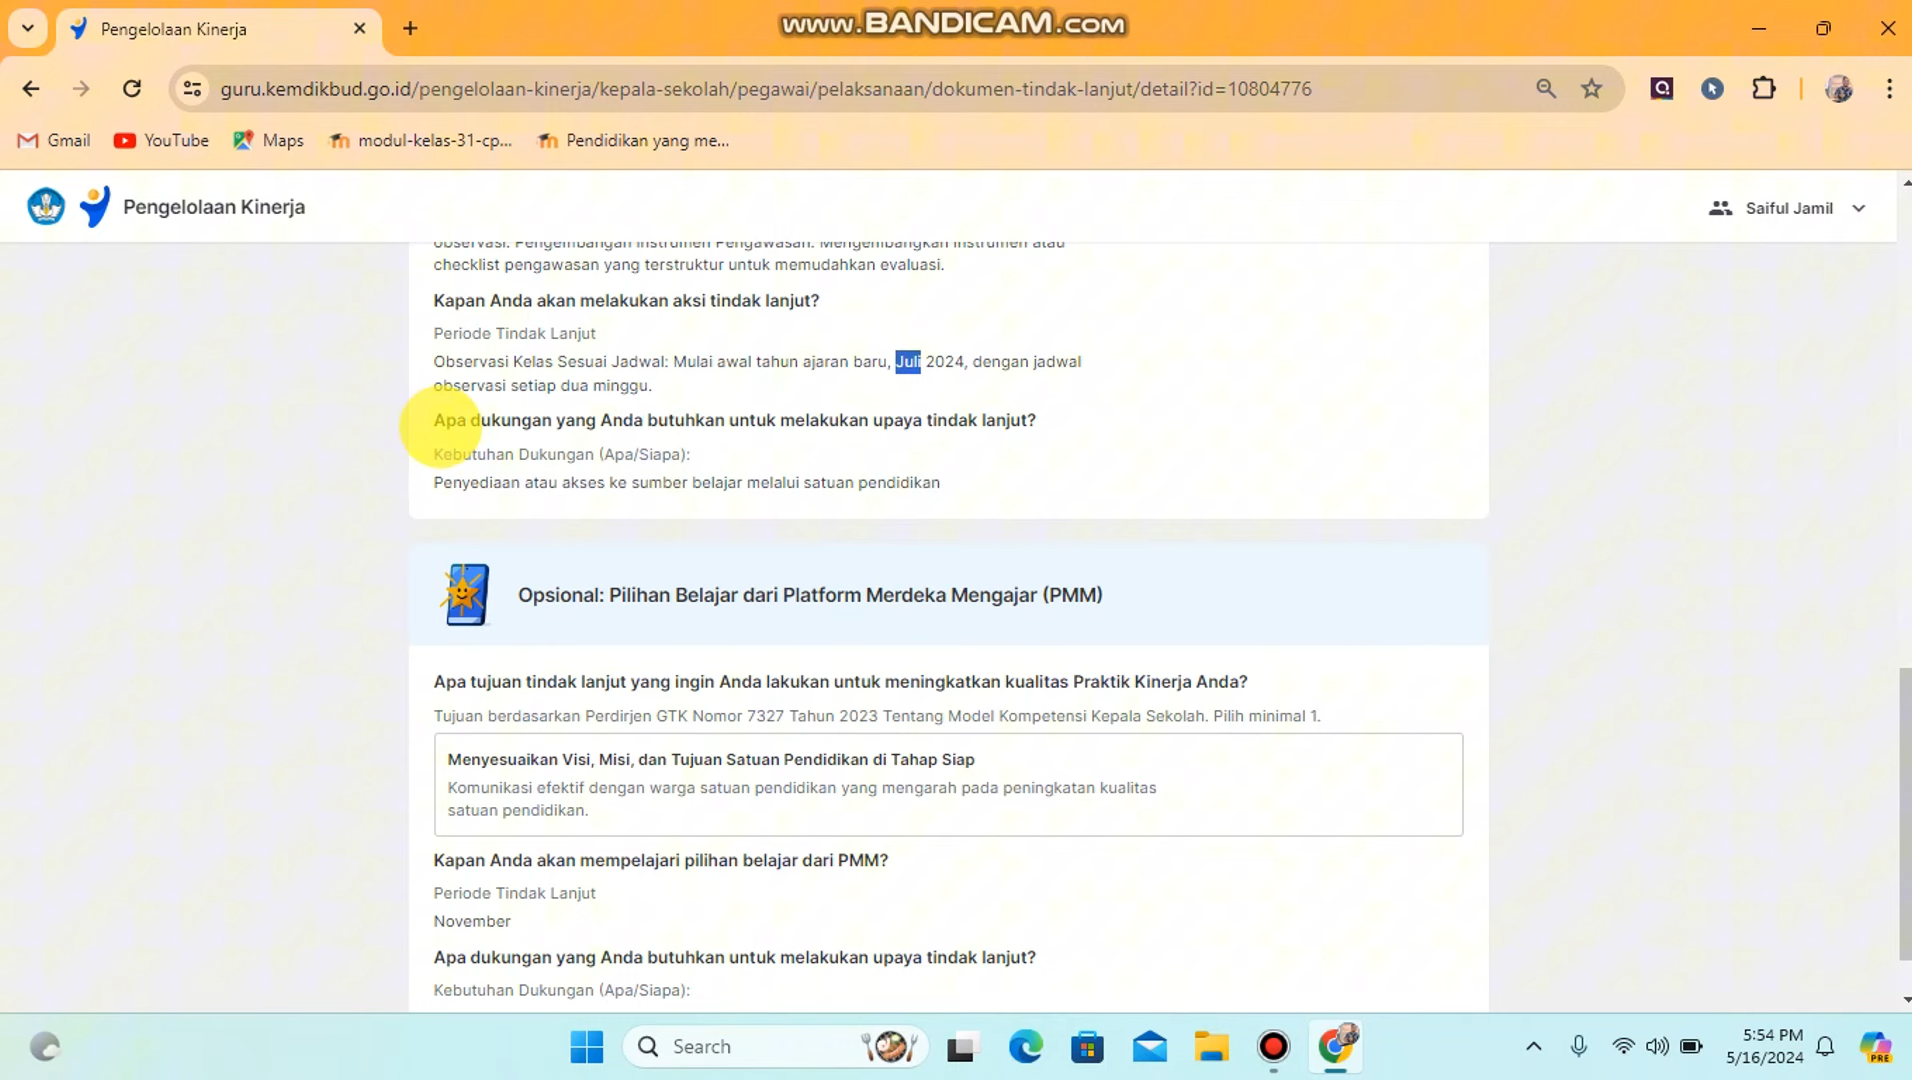 www.BANDICAM.com
Pengelolaan Kinerja
guru.kemdikbud.go.id/pengelolaan-kinerja/kepala-sekolah/pegawai/pelaksanaan/dokumen-tindak-lanjut/detail?id=10804776
Gmail YouTube Maps modul-kelas-31-cp... Pendidikan yang me...
Pengelolaan Kinerja
Saiful Jamil
observasi. Pengembangan Instrumen Pengawasan: Mengembangkan instrumen atau
checklist pengawasan yang terstruktur untuk memudahkan evaluasi.
Kapan Anda akan melakukan aksi tindak lanjut?
Periode Tindak Lanjut
Observasi Kelas Sesuai Jadwal: Mulai awal tahun ajaran baru, Juli 2024, dengan jadwal
observasi setiap dua minggu.
Apa dukungan yang Anda butuhkan untuk melakukan upaya tindak lanjut?
Kebutuhan Dukungan (Apa/Siapa):
Penyediaan atau akses ke sumber belajar melalui satuan pendidikan
Opsional: Pilihan Belajar dari Platform Merdeka Mengajar (PMM)
Apa tujuan tindak lanjut yang ingin Anda lakukan untuk meningkatkan kualitas Praktik Kinerja Anda?
Tujuan berdasarkan Perdirjen GTK Nomor 7327 Tahun 2023 Tentang Model Kompetensi Kepala Sekolah. Pilih minimal 1.
Menyesuaikan Visi, Misi, dan Tujuan Satuan Pendidikan di Tahap Siap
Komunikasi efektif dengan warga satuan pendidikan yang mengarah pada peningkatan kualitas
satuan pendidikan.
Kapan Anda akan mempelajari pilihan belajar dari PMM?
Periode Tindak Lanjut
November
Apa dukungan yang Anda butuhkan untuk melakukan upaya tindak lanjut?
Kebutuhan Dukungan (Apa/Siapa):
Search
5:54 PM
5/16/2024
PRE